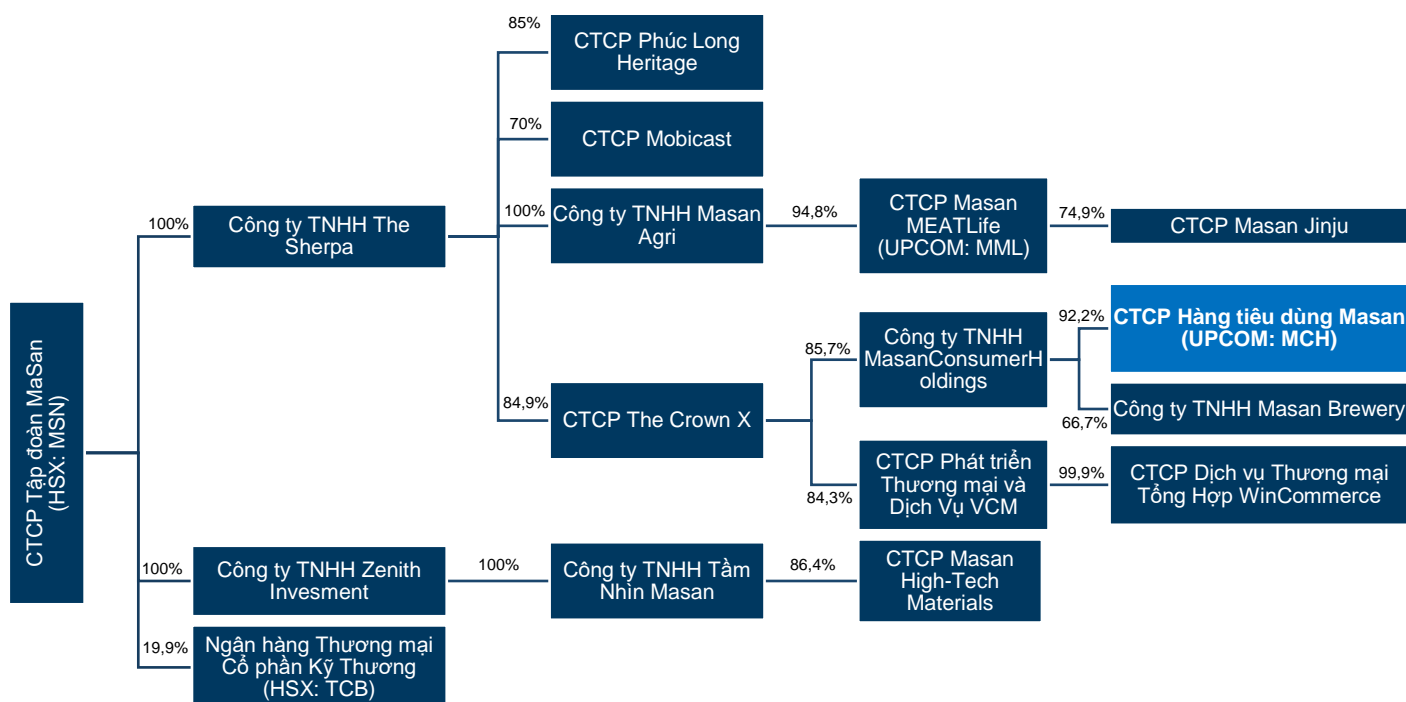 CTCP Tập đoàn MaSan
(HSX: MSN)
100%
Công ty TNHH The
Sherpa
85%
CTCP Phúc Long
Heritage
70%
CTCP Mobicast
100%
Công ty TNHH Masan
Agri
94,8%
CTCP Masan
MEATLife
(UPCOM: MML)
74,9%
CTCP Masan Jinju
84,9%
CTCP The Crown X
85,7%
Công ty TNHH
MasanConsumerH
oldings
92,2%
CTCP Hàng tiêu dùng Masan
(UPCOM: MCH)
66,7%
Công ty TNHH Masan Brewery
84,3%
CTCP Phát triển
Thương mại và
Dịch Vụ VCM
99,9%
CTCP Dịch vụ Thương mại
Tổng Hợp WinCommerce
100%
Công ty TNHH Zenith
Invesment
100%
Công ty TNHH Tầm
Nhìn Masan
86,4%
CTCP Masan
High-Tech
Materials
19,9%
Ngân hàng Thương mại
Cổ phần Kỹ Thương
(HSX: TCB)